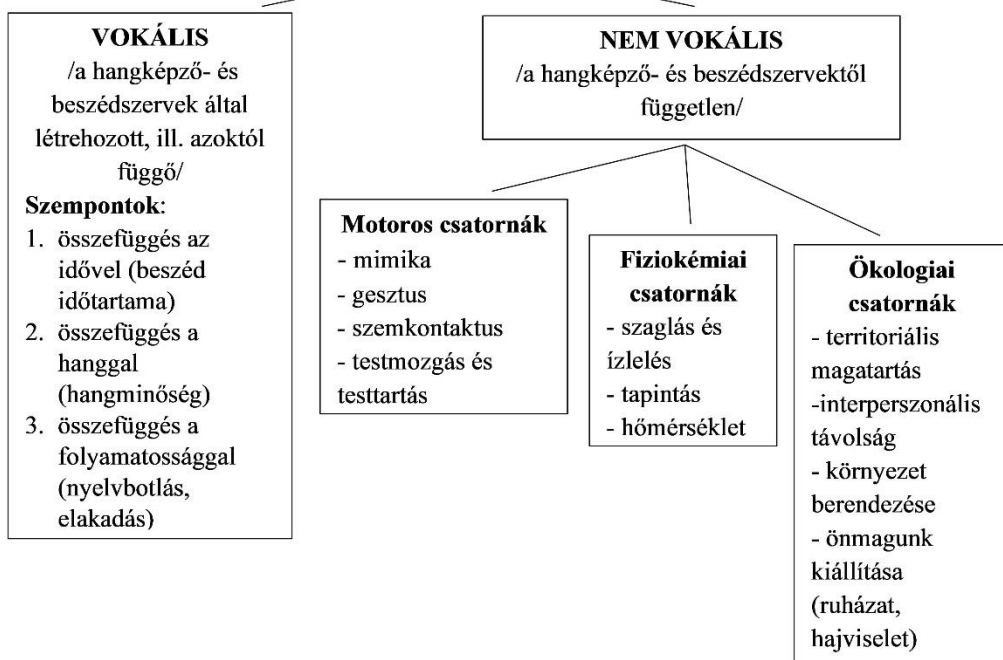 VOKÁLIS
/a hangképző- és
beszédszervek által
létrehozott, ill. azoktól
függő/
Szempontok:
1. összefüggés az
idővel (beszéd
időtartama)
2. összefüggés a
hanggal
(hangminőség)
3. összefüggés a
folyamatossággal
(nyelvbotlás,
elakadás)
NEM VOKÁLIS
/a hangképző- és beszédszervektől
független/
Motoros csatornák
- mimika
- gesztus
- szemkontaktus
- testmozgás és
testtartás
Fiziokémiai
csatornák
- szaglás és
ízlelés
- tapintás
- hőmérséklet
Ökologiai
csatornák
- territoriális
magatartás
-interperszonális
távolság
- környezet
berendezése
- önmagunk
kiállítása
(ruházat,
hajviselet)